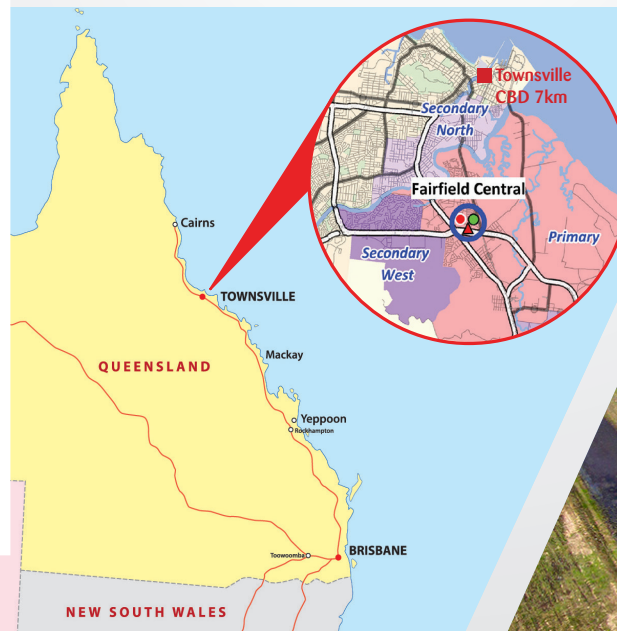 Townsville
CBD 7km
Secondary
North
Fairfield Central
Primary
Secondary
West
Cairns
TOWNSVILLE
Mackay
QUEENSLAND
Yeppoon
Rockhampton
Toowoomba
BRISBANE
NEW SOUTH WALES